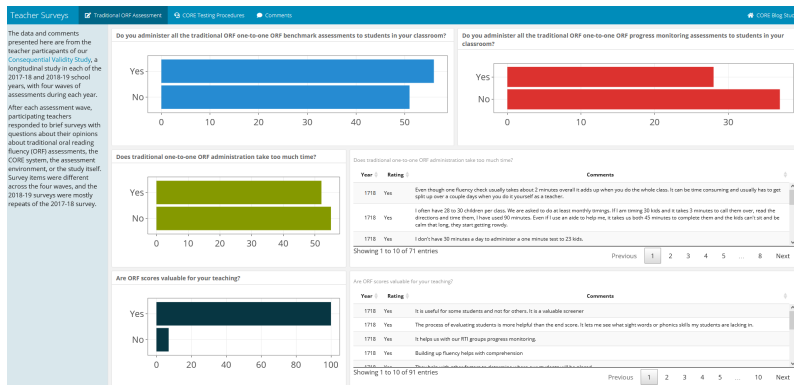 Teacher Surveys
Traditional ORF Assessment
CORE Testing Procedures
Comments
CORE Blog
The data and comments
presented here are from the
teacher particapants of our
Consequential Validity Study, a
longitudinal study in each of the
2017-18 and 2018-19 school
years, with four waves of
assessments during each year.
After each assessment wave,
participating teachers
responded to brief surveys with
questions about their opinions
about traditional oral reading
fluency (ORF) assessments, the
CORE system, the assessment
environment, or the study itself.
Survey items were different
across the four waves, and the
2018-19 surveys were mostly
repeats of the 2017-18 survey.
Do you administer all the traditional ORF one-to-one ORF benchmark assessments to students in your classroom?
Yes
No
0 10 20 30 40 50
Do you administer all the traditional ORF one-to-one ORF progress monitoring assessments to students in your
classroom?
Yes
No
0 10 20 30
Does traditional one-to-one ORF administration take too much time?
Yes
No
0 10 20 30 40 50
Does traditional one-to-one ORF administration take too much time?
Year Rating Comments
1718 Yes Even though one fluency check usually takes about 2 minutes overall it adds up when you do the whole class. It can be time consuming and usually has to get
split up over a couple days when you do it yourself as a teacher.
1718 Yes I often have 28 to 30 children per class. We are asked to do at least monthly timings. If I am timing 30 kids and it takes 3 minutes to call them over, read the
directions and time them, I have used 90 minutes. Even if I use an aide to help me, it takes us both 45 minutes to complete them and the kids can't sit and be
calm that long, they start getting rowdy.
1718 Yes I don't have 30 minutes a day to administer a one minute test to 23 kids.
Showing 1 to 10 of 71 entries
Previous 1 2 3 4 5 ... 8 Next
Are ORF scores valuable for your teaching?
Yes
No
0 20 40 60 80 100
Are ORF scores valuable for your teaching?
Year Rating Comments
1718 Yes It is useful for some students and not for others. It is a valuable screener
1718 Yes The process of evaluating students is more helpful than the end score. It lets me see what sight words or phonics skills my students are lacking in.
1718 Yes It helps us with our RTI groups progress monitoring.
1718 Yes Building up fluency helps with comprehension
Showing 1 to 10 of 91 entries
Previous 1 2 3 4 5 ... 10 Next